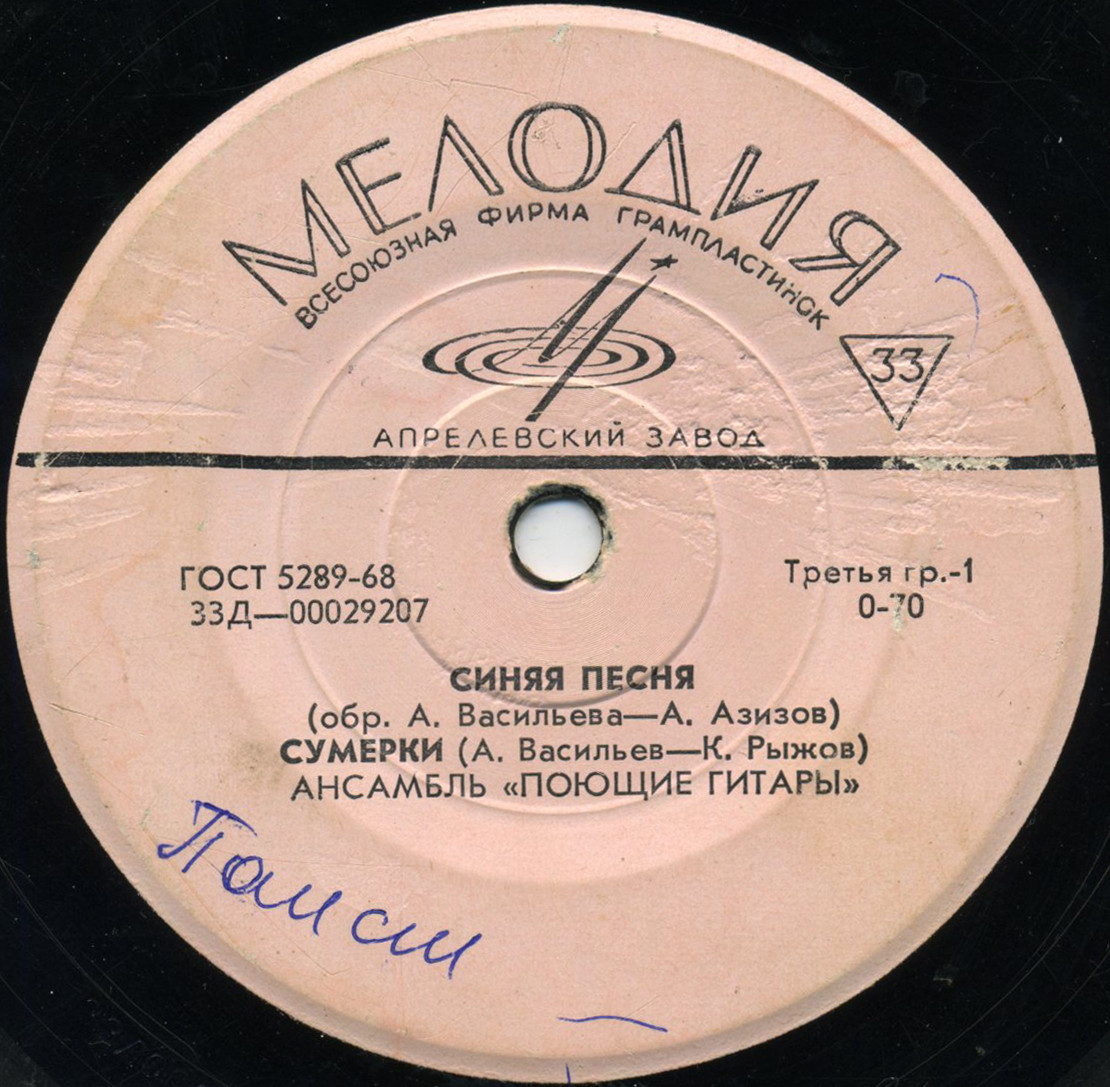 МЕЛОДИЯ
ВСЕСОЮЗНАЯ ФИРМА ГРАМПЛАСТИНОК
33
АПРЕЛЕВСКИЙ ЗАВОД
ГОСТ 5289-68
33Д—00029207
Третья гр.-1
0-70
СИНЯЯ ПЕСНЯ
(обр. А. Васильева—А. Азизов)
СУМЕРКИ (А. Васильев—К. Рыжов)
АНСАМБЛЬ «ПОЮЩИЕ ГИТАРЫ»